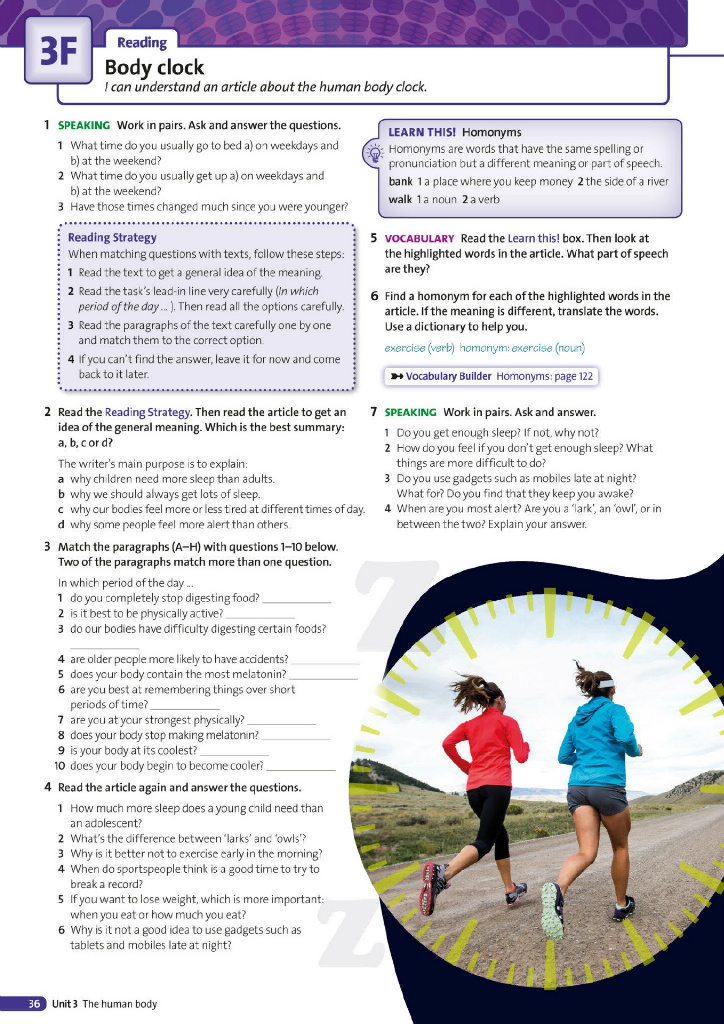 3F
Reading
Body clock
I can understand an article about the human body clock.
1 SPEAKING Work in pairs. Ask and answer the questions.
1 What time do you usually go to bed a) on weekdays and
b) at the weekend?
2 What time do you usually get up a) on weekdays and
b) at the weekend?
3 Have those times changed much since you were younger?
Reading Strategy
When matching questions with texts, follow these steps:
1 Read the text to get a general idea of the meaning.
2 Read the task's lead-in line very carefully (In which
period of the day ... ). Then read all the options carefully.
3 Read the paragraphs of the text carefully one by one
and match them to the correct option.
4 If you can't find the answer, leave it for now and come
back to it later.
2 Read the Reading Strategy. Then read the article to get an
idea of the general meaning. Which is the best summary:
a, b, c or d?
The writer's main purpose is to explain:
a why children need more sleep than adults.
b why we should always get lots of sleep.
c why our bodies feel more or less tired at different times of day.
d why some people feel more alert than others.
3 Match the paragraphs (A–H) with questions 1–10 below.
Two of the paragraphs match more than one question.
In which period of the day ...
1 do you completely stop digesting food? ____________
2 is it best to be physically active? ____________
3 do our bodies have difficulty digesting certain foods?
____________
4 are older people more likely to have accidents? ____________
5 does your body contain the most melatonin? ____________
6 are you best at remembering things over short
periods of time? ____________
7 are you at your strongest physically? ____________
8 does your body stop making melatonin? ____________
9 is your body at its coolest? ____________
10 does your body begin to become cooler? ____________
4 Read the article again and answer the questions.
1 How much more sleep does a young child need than
an adolescent?
2 What's the difference between 'larks' and 'owls'?
3 Why is it better not to exercise early in the morning?
4 When do sportspeople think is a good time to try to
break a record?
5 If you want to lose weight, which is more important:
when you eat or how much you eat?
6 Why is it not a good idea to use gadgets such as
tablets and mobiles late at night?
LEARN THIS! Homonyms
Homonyms are words that have the same spelling or
pronunciation but a different meaning or part of speech.
bank 1 a place where you keep money 2 the side of a river
walk 1 a noun 2 a verb
5 VOCABULARY Read the Learn this! box. Then look at
the highlighted words in the article. What part of speech
are they?
6 Find a homonym for each of the highlighted words in the
article. If the meaning is different, translate the words.
Use a dictionary to help you.
exercise (verb) homonym: exercise (noun)
Vocabulary Builder Homonyms: page 122
7 SPEAKING Work in pairs. Ask and answer.
1 Do you get enough sleep? If not, why not?
2 How do you feel if you don't get enough sleep? What
things are more difficult to do?
3 Do you use gadgets such as mobiles late at night?
What for? Do you find that they keep you awake?
4 When are you most alert? Are you a 'lark', an 'owl', or in
between the two? Explain your answer.
Z
Z
36 Unit 3 The human body